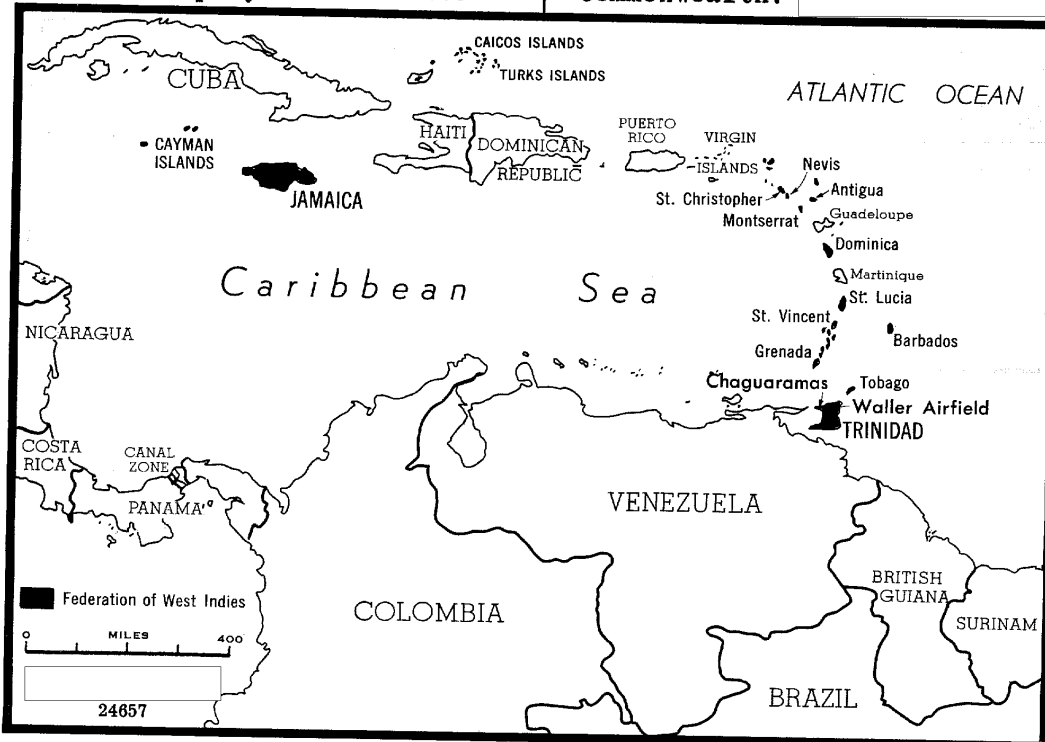 Commonwealth.
CAICOS ISLANDS
TURKS ISLANDS
CUBA
ATLANTIC OCEAN
CAYMAN
ISLANDS
JAMAICA
HAITI
DOMINICAN
REPUBLIC
PUERTO
RICO
VIRGIN
ISLANDS
Nevis
St. Christopher
Antigua
Montserrat
Guadeloupe
Dominica
Martinique
Caribbean Sea
St. Lucia
St. Vincent
Barbados
Grenada
NICARAGUA
Chaguaramas
Tobago
Waller Airfield
TRINIDAD
COSTA
RICA
CANAL
ZONE
PANAMA
VENEZUELA
BRITISH
GUIANA
SURINAM
COLOMBIA
BRAZIL
Federation of West Indies
0 MILES 400
24657